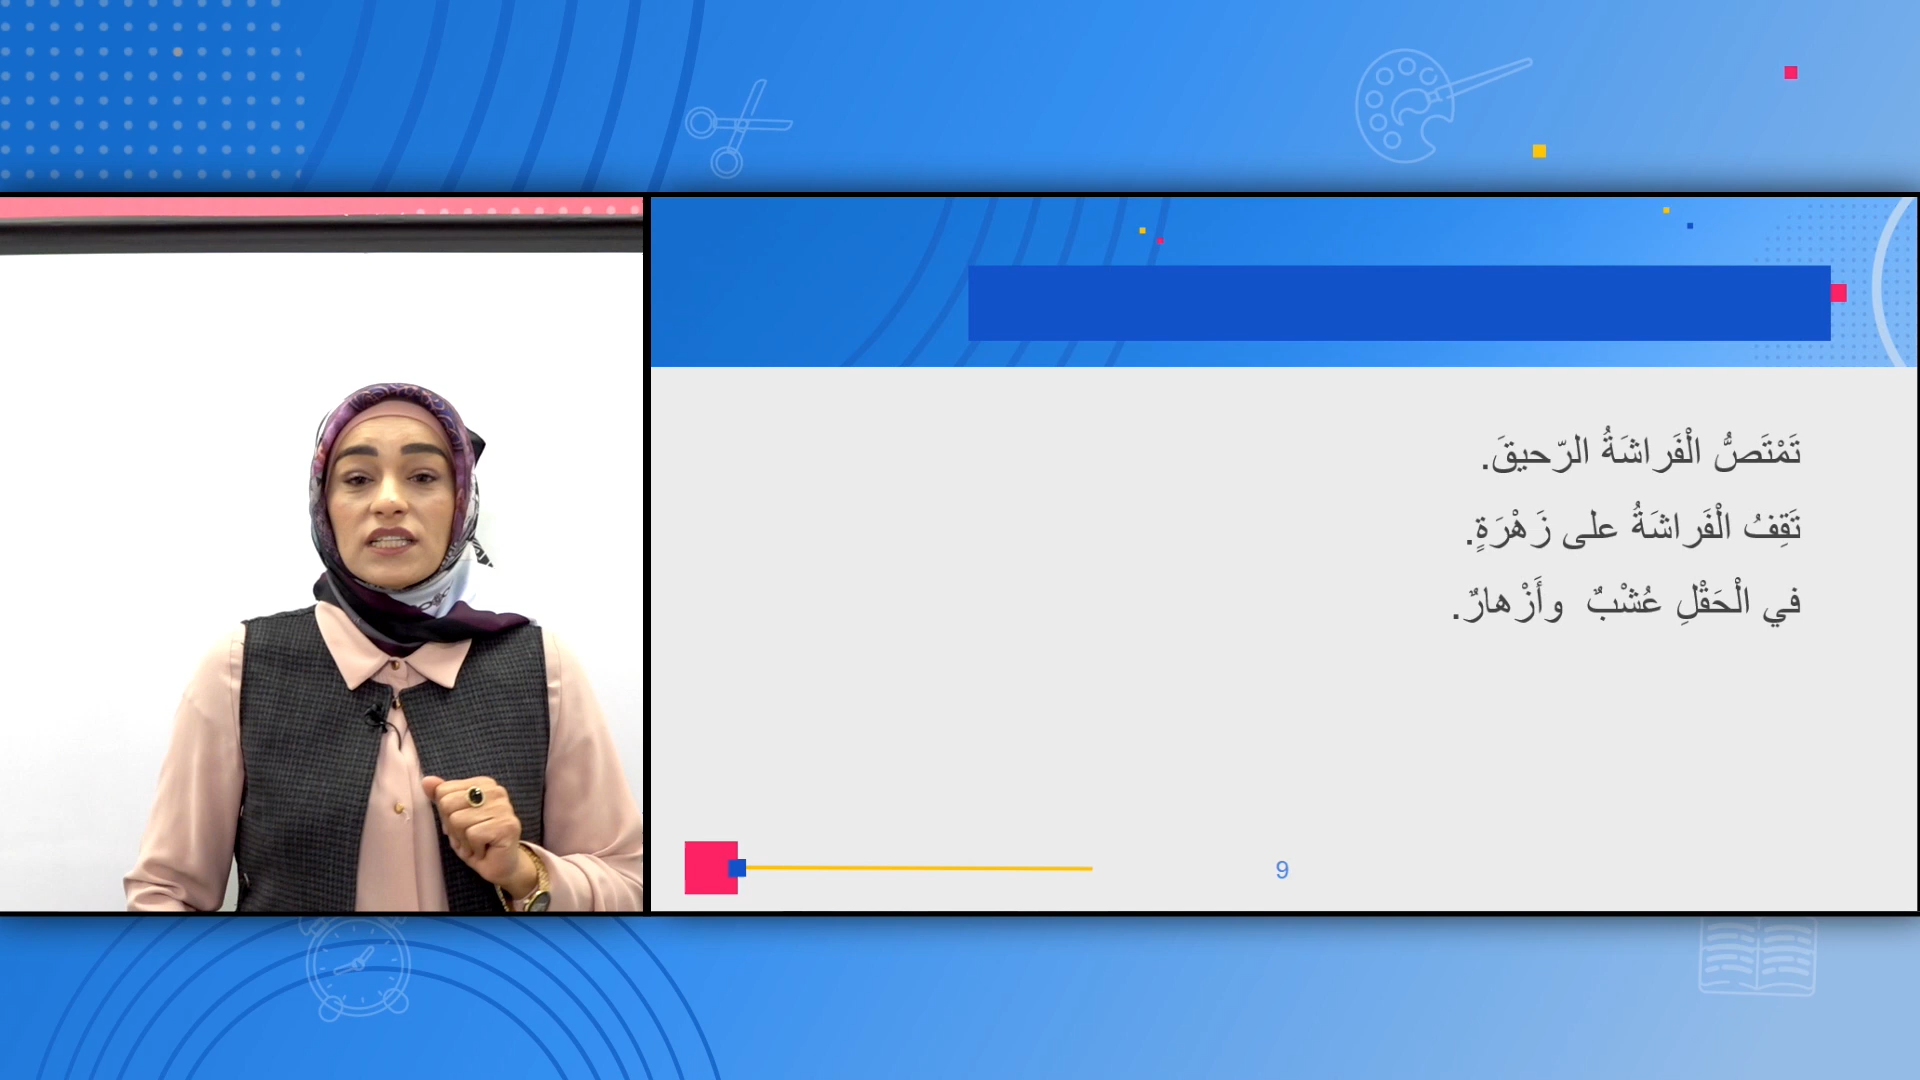 تَمْتَصُّ الْفَراشَةُ الرّحيقَ.
تَقِفُ الْفَراشَةُ على زَهْرَةٍ.
في الْحَقْلِ عُشْبٌ وأَزْهارٌ.
9